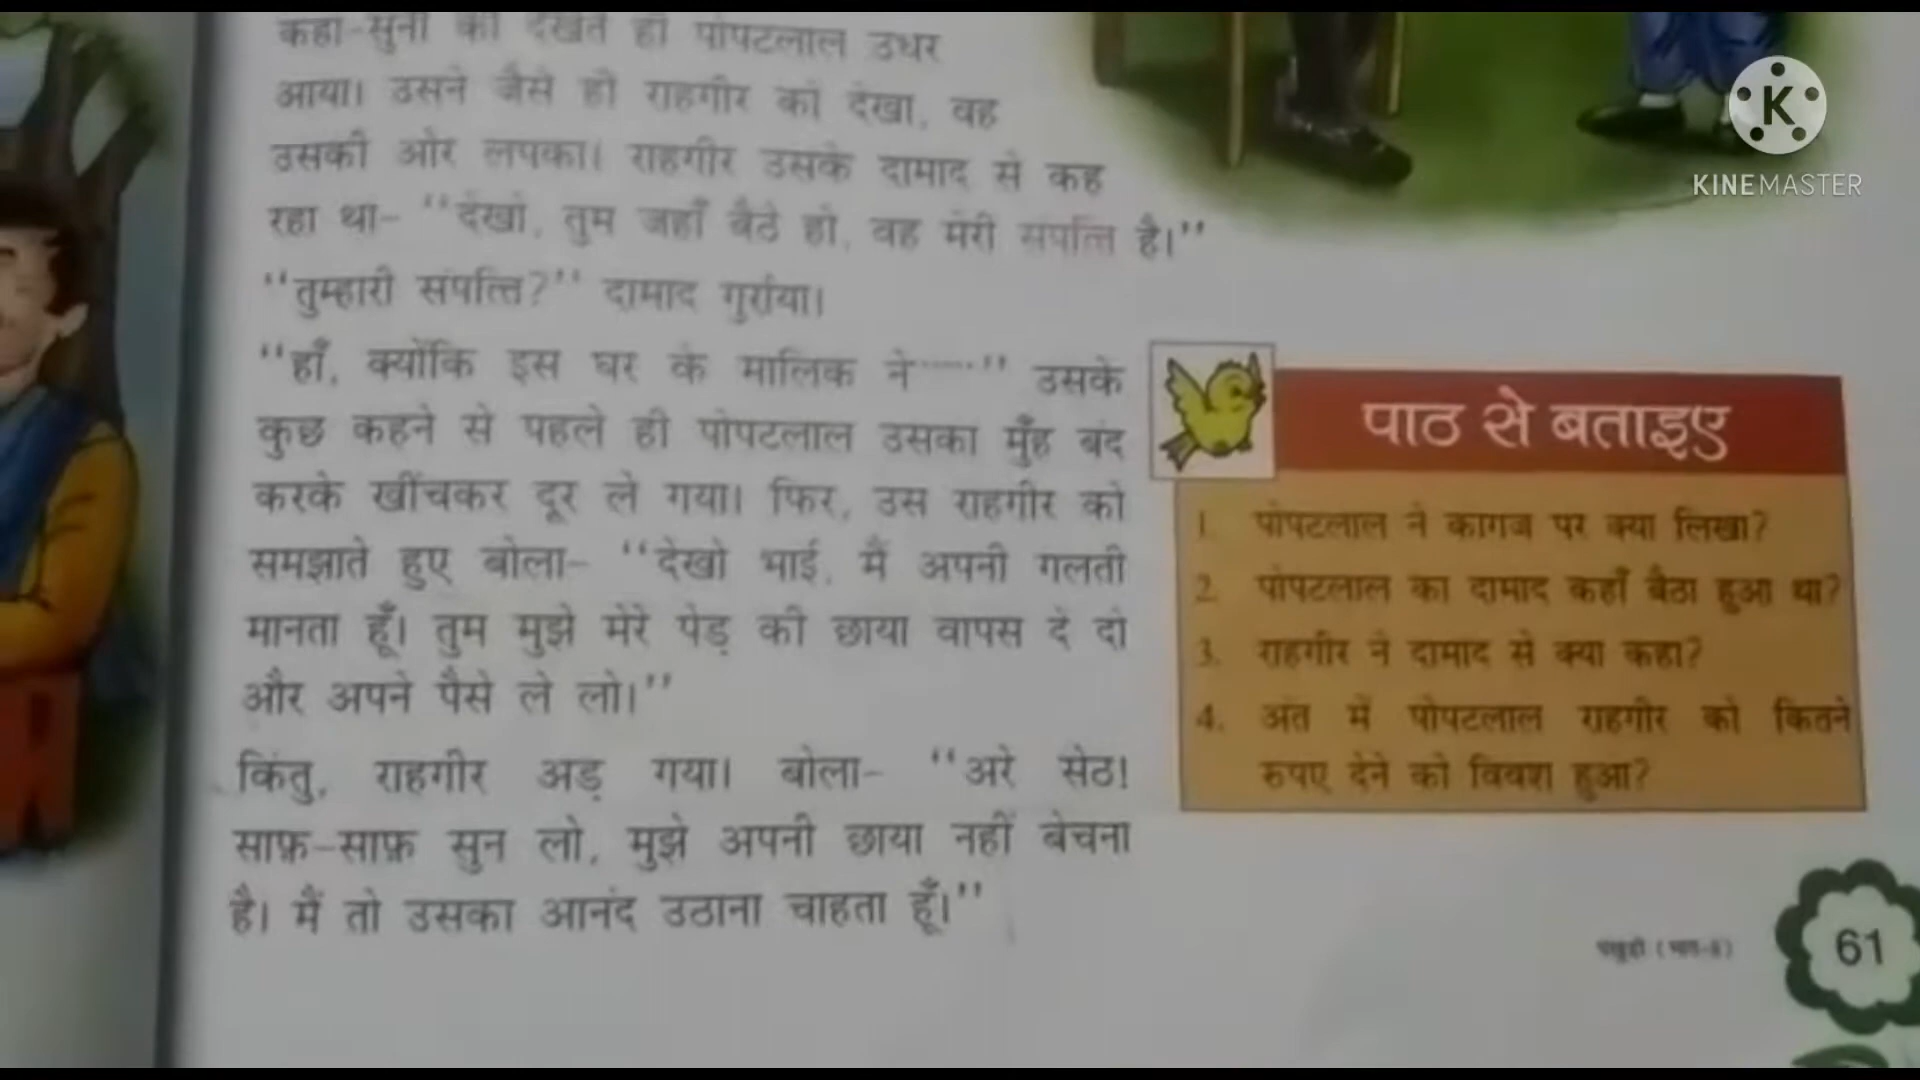 कहा-सुनी को देखते ही पोपटलाल उधर
आया। उसने जैसे ही राहगीर को देखा, वह
उसकी ओर लपका। राहगीर उसके दामाद से कह
रहा था- “देखो, तुम जहाँ बैठे हो, वह मेरी संपत्ति है।”
“तुम्हारी संपत्ति?” दामाद गुर्राया।
“हाँ, क्योंकि इस घर के मालिक ने······” उसके
कुछ कहने से पहले ही पोपटलाल उसका मुँह बंद
करके खींचकर दूर ले गया। फिर, उस राहगीर को
समझाते हुए बोला- “देखो भाई, मैं अपनी गलती
मानता हूँ। तुम मुझे मेरे पेड़ की छाया वापस दे दो
और अपने पैसे ले लो।”
किंतु, राहगीर अड़ गया। बोला- “अरे सेठ!
साफ़-साफ़ सुन लो, मुझे अपनी छाया नहीं बेचना
है। मैं तो उसका आनंद उठाना चाहता हूँ।”
पाठ से बताइए
1. पोपटलाल ने कागज पर क्या लिखा?
2. पोपटलाल का दामाद कहाँ बैठा हुआ था?
3. राहगीर ने दामाद से क्या कहा?
4. अंत में पोपटलाल राहगीर को कितने
रुपए देने को विवश हुआ?
61
K
KINEMASTER